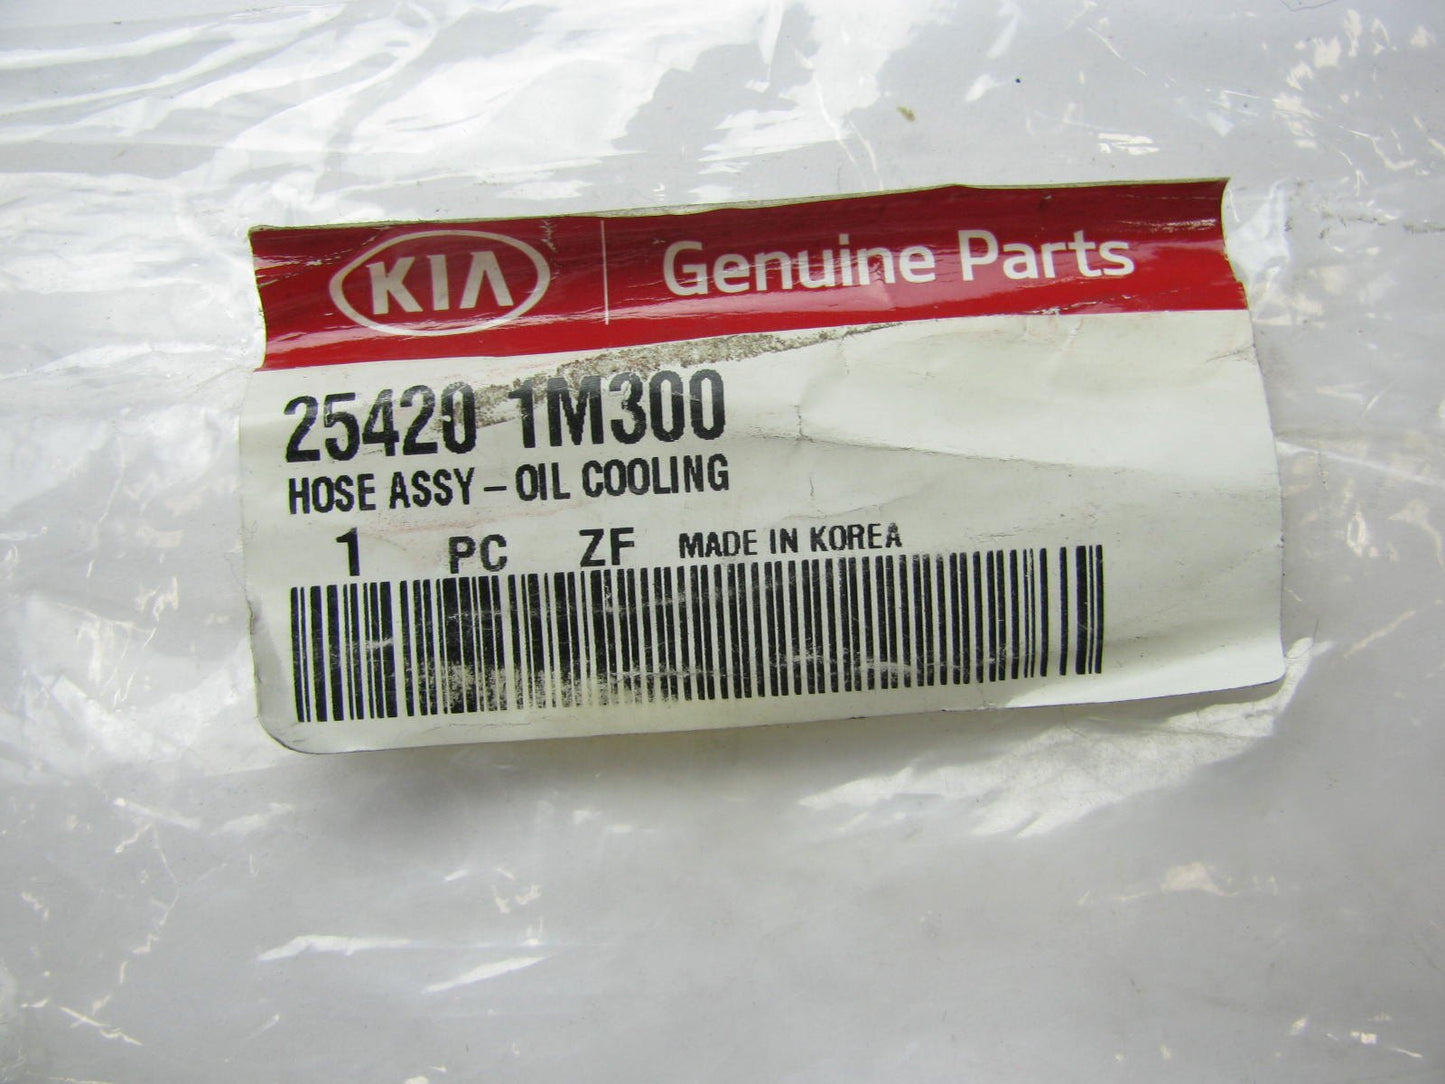 KIA Genuine Parts
25420 1M300
HOSE ASSY – OIL COOLING
1 PC ZF MADE IN KOREA